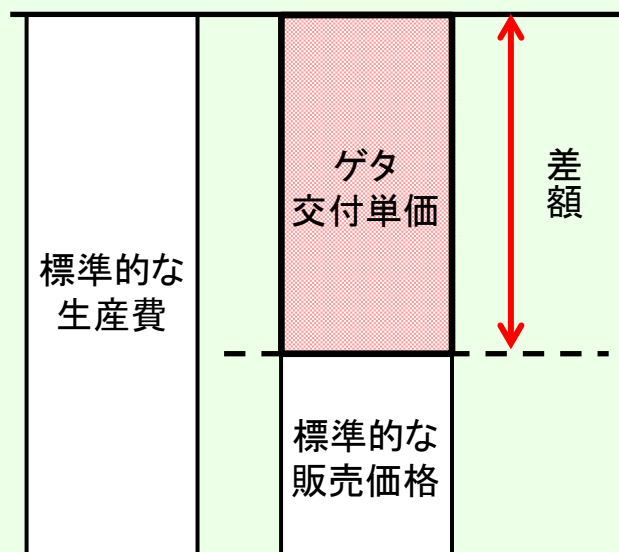 標準的な
生産費
ゲタ
交付単価
標準的な
販売価格
差額